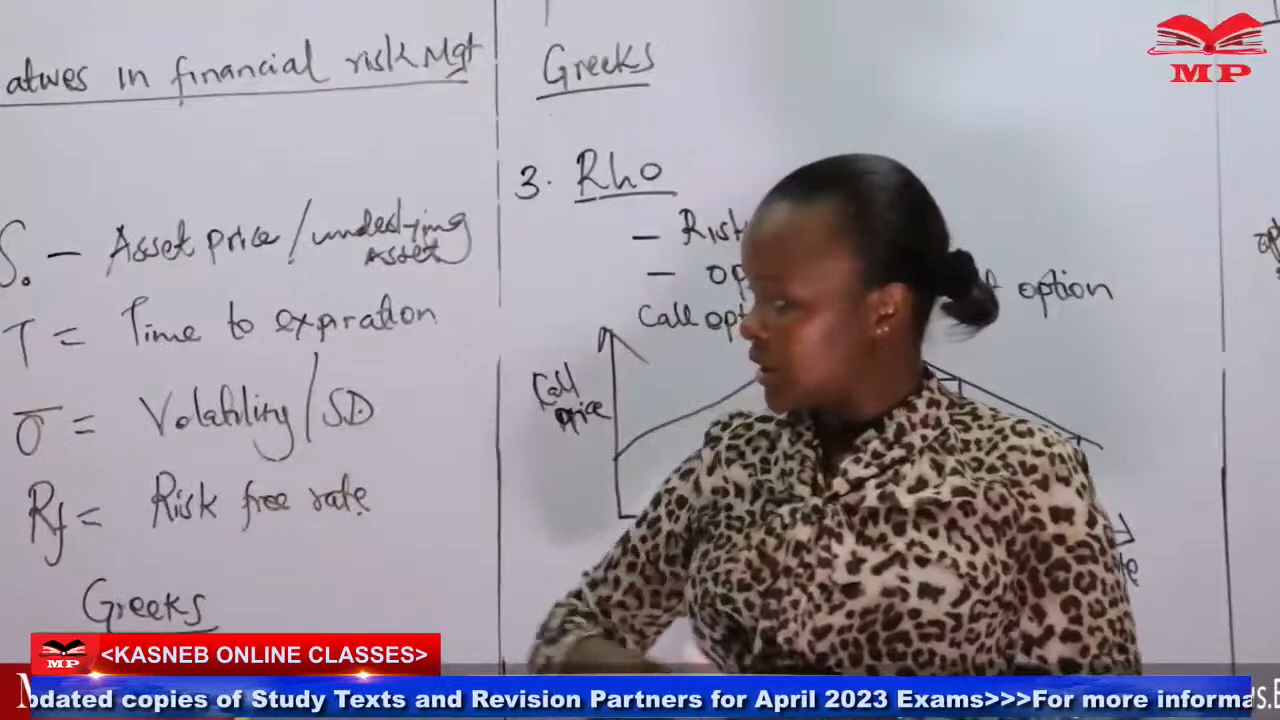 atives in financial risk Mgt
S₀ – Asset price / underlying
Asset
T = Time to expiration
σ = Volatility / SD
Rf = Risk free rate
Greeks
Greeks
3. Rho
– Risk
– op
option
Call opt
Call
price
MP
MP
<KASNEB ONLINE CLASSES>
pdated copies of Study Texts and Revision Partners for April 2023 Exams>>>For more informa